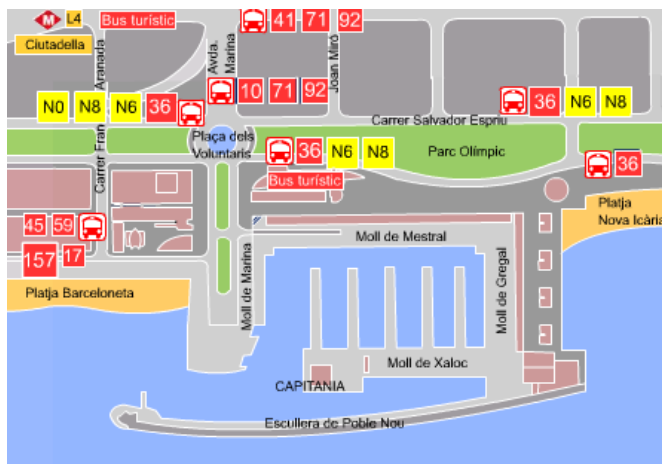 M L4
Ciutadella
Bus turístic
41 71 92
Avda. Marina
Joan Miró
10 71 92
Carrer Fran Aranada
N0 N8 N6 36
36 N6 N8
Carrer Salvador Espriu
Plaça dels
Voluntaris
36 N6 N8
Parc Olímpic
36
Bus turístic
Platja
Nova Icària
45 59
157 17
Moll de Mestral
Moll de Marina
Moll de Gregal
Platja Barceloneta
Moll de Xaloc
CAPITANIA
Escullera de Poble Nou